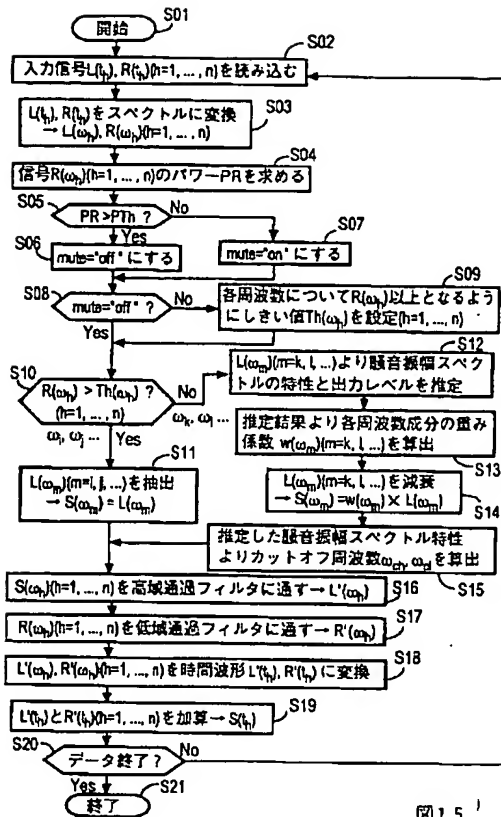 S01
開始
S02
入力信号L(tₕ), R(tₕ)(h=1, ..., n)を読み込む
S03
L(tₕ), R(tₕ)をスペクトルに変換
→ L(ωₕ), R(ωₕ)(h=1, ..., n)
S04
信号R(ωₕ)(h=1, ..., n)のパワーPRを求める
S05
PR>PTh ?
No
Yes
S06
mute="off" にする
S07
mute="on" にする
S08
mute="off" ?
No
Yes
S09
各周波数についてR(ωₕ)以上となるよう
にしきい値Th(ωₕ)を設定(h=1, ..., n)
S10
R(ωₕ) > Th(ωₕ) ?
(h=1, ..., n)
No
ωₖ, ωₗ ...
ωᵢ, ωⱼ ...
Yes
S12
L(ωₘ)(m=k, l, ...)より騒音振幅スペク
トルの特性と出力レベルを推定
推定結果より各周波数成分の重み
係数 w(ωₘ)(m=k, l, ...)を算出
S13
S11
L(ωₘ)(m=i, j, ...)を抽出
→ S(ωₘ) = L(ωₘ)
L(ωₘ)(m=k, l, ...)を減衰
→ S(ωₘ) =w(ωₘ) × L(ωₘ)
S14
推定した騒音振幅スペクトル特性
よりカットオフ周波数ω_ch, ω_clを算出
S15
S(ωₕ)(h=1, ..., n)を高域通過フィルタに通す→ L'(ωₕ)
S16
R(ωₕ)(h=1, ..., n)を低域通過フィルタに通す→ R'(ωₕ)
S17
L'(ωₕ), R'(ωₕ)(h=1, ..., n)を時間波形 L'(tₕ), R'(tₕ) に変換
S18
L'(tₕ)とR'(tₕ)(h=1, ..., n)を加算→ S(tₕ)
S19
S20
データ終了 ?
No
Yes
S21
終了
図1.5